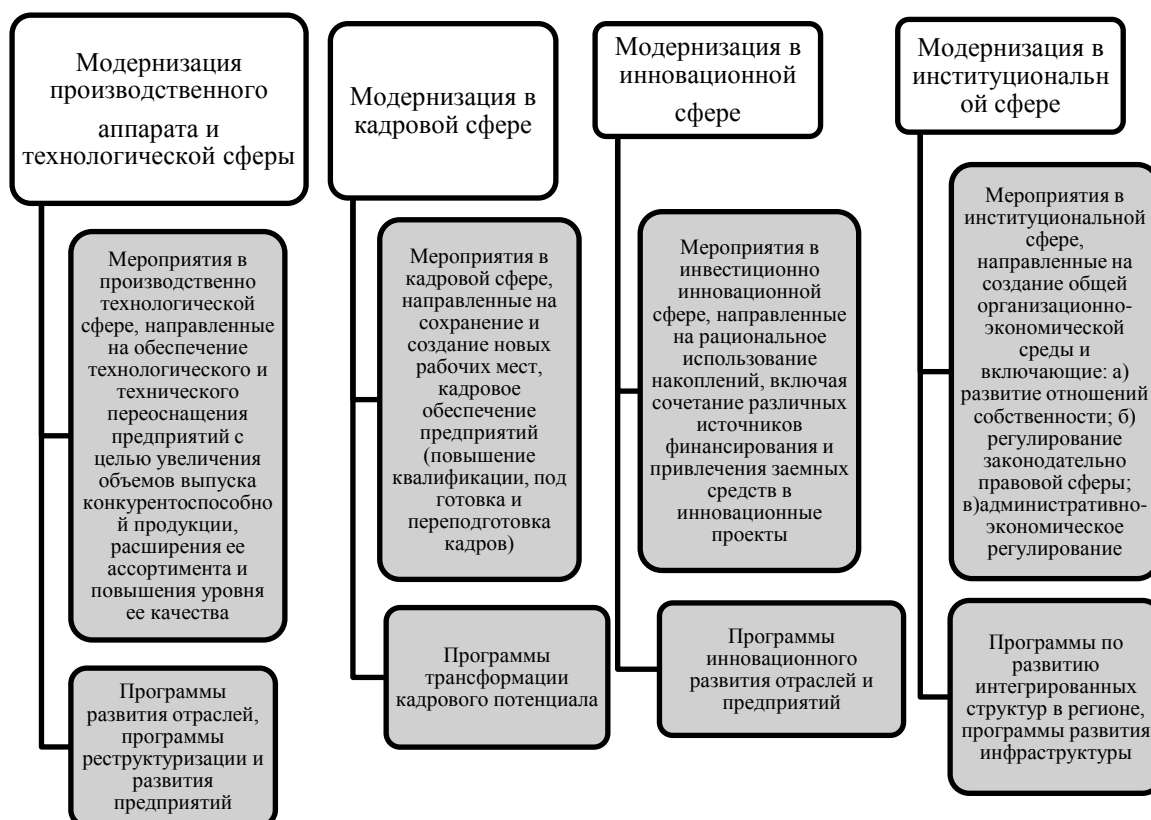 Модернизация
производственного
аппарата и
технологической сферы
Мероприятия в
производственно
технологической
сфере, направленные
на обеспечение
технологического и
технического
переоснащения
предприятий с
целью увеличения
объемов выпуска
конкурентоспособно
й продукции,
расширения ее
ассортимента и
повышения уровня
ее качества
Программы
развития отраслей,
программы
реструктуризации и
развития
предприятий
Модернизация в
кадровой сфере
Мероприятия в
кадровой сфере,
направленные на
сохранение и
создание новых
рабочих мест,
кадровое
обеспечение
предприятий
(повышение
квалификации, под
готовка и
переподготовка
кадров)
Программы
трансформации
кадрового потенциала
Модернизация в
инновационной
сфере
Мероприятия в
инвестиционно
инновационной
сфере, направленные
на рациональное
использование
накоплений, включая
сочетание различных
источников
финансирования и
привлечения заемных
средств в
инновационные
проекты
Программы
инновационного
развития отраслей и
предприятий
Модернизация в
институциональн
ой сфере
Мероприятия в
институциональной
сфере,
направленные на
создание общей
организационно-
экономической
среды и
включающие: а)
развитие отношений
собственности; б)
регулирование
законодательно
правовой сферы;
в)административно-
экономическое
регулирование
Программы по
развитию
интегрированных
структур в регионе,
программы развития
инфраструктуры